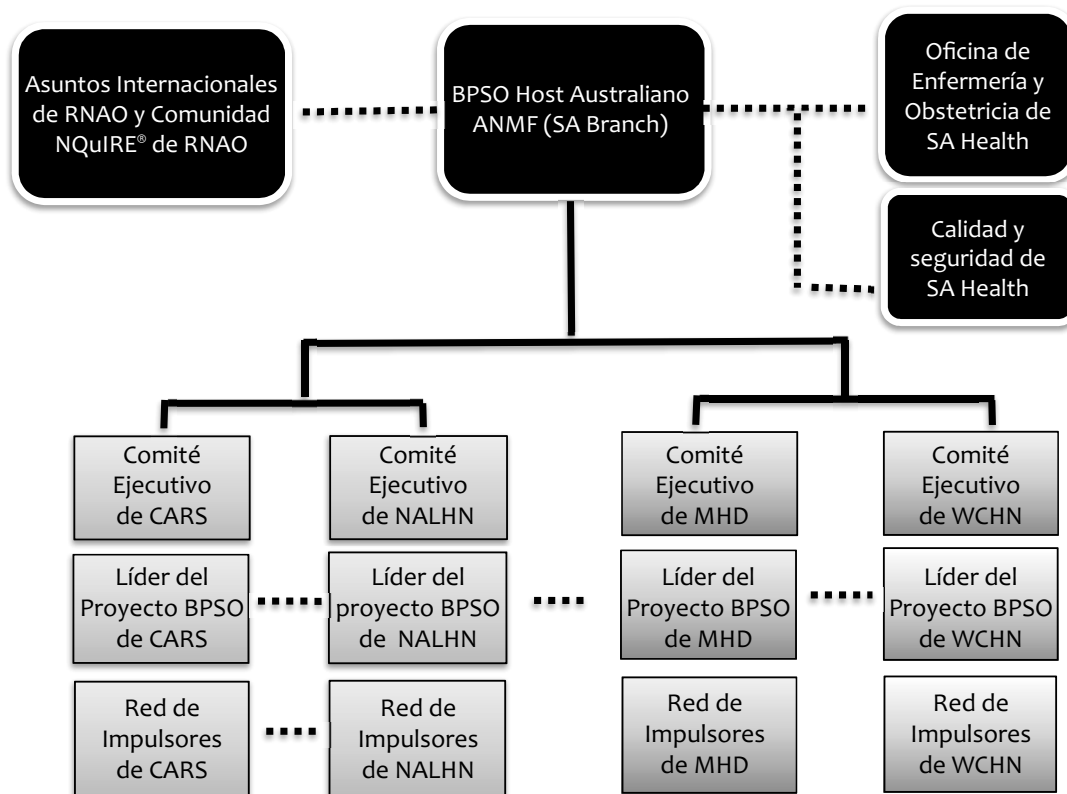 Asuntos Internacionales
de RNAO y Comunidad
NQuIRE® de RNAO
BPSO Host Australiano
ANMF (SA Branch)
Oficina de
Enfermería y
Obstetricia de
SA Health
Calidad y
seguridad de
SA Health
Comité
Ejecutivo
de CARS
Comité
Ejecutivo
de NALHN
Comité
Ejecutivo
de MHD
Comité
Ejecutivo
de WCHN
Líder del
Proyecto BPSO
de CARS
Líder del
proyecto BPSO
de NALHN
Líder del
Proyecto BPSO
de MHD
Líder del
Proyecto BPSO
de WCHN
Red de
Impulsores
de CARS
Red de
Impulsores
de NALHN
Red de
Impulsores
de MHD
Red de
Impulsores
de WCHN